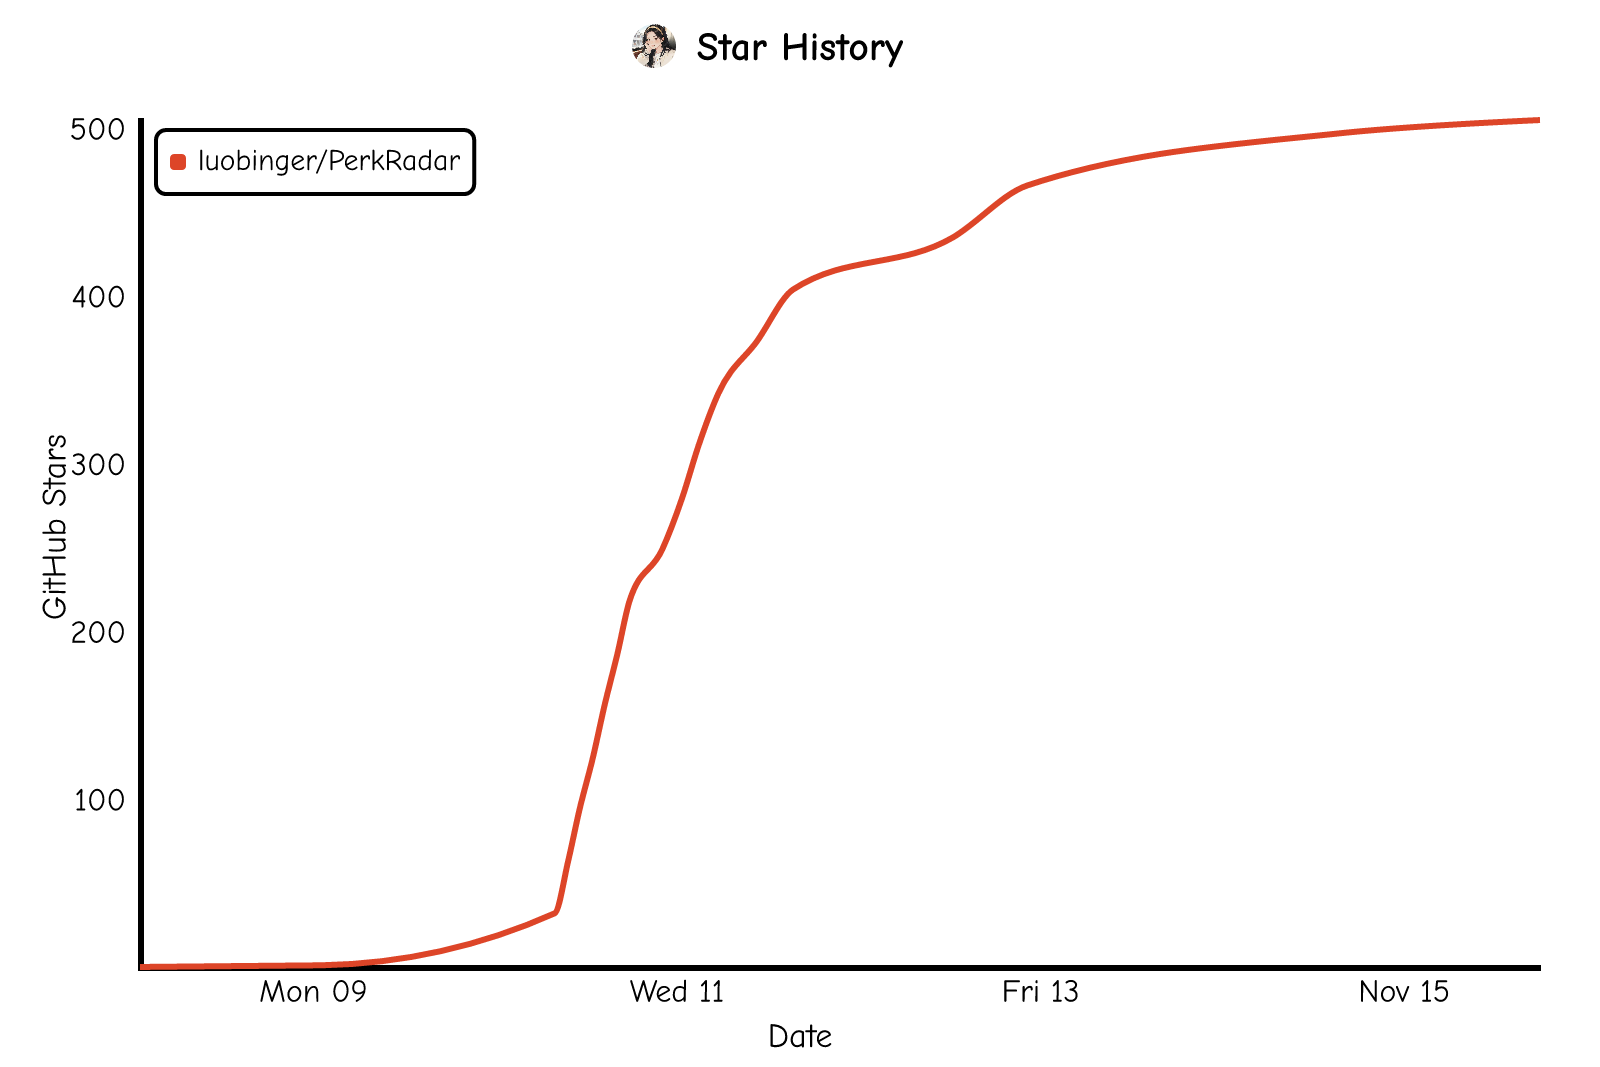 Star History
luobinger/PerkRadar
500
400
300
200
100
GitHub Stars
Mon 09
Wed 11
Fri 13
Nov 15
Date